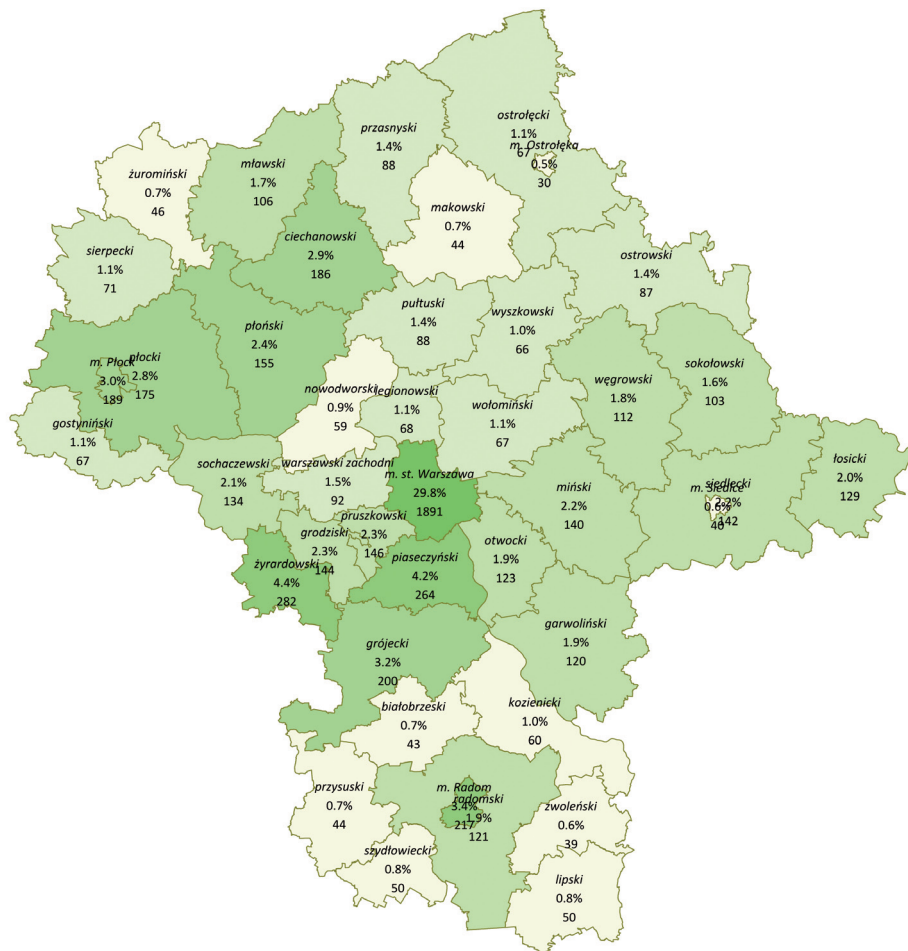 ostrołęcki
1.1%
67
m. Ostrołęka
0.5%
30
przasnyski
1.4%
88
mławski
1.7%
106
żuromiński
0.7%
46
makowski
0.7%
44
ciechanowski
2.9%
186
sierpecki
1.1%
71
ostrowski
1.4%
87
pułtuski
1.4%
88
wyszkowski
1.0%
66
płoński
2.4%
155
m. Płock
3.0%
189
płocki
2.8%
175
węgrowski
1.8%
112
sokołowski
1.6%
103
nowodworski
0.9%
59
legionowski
1.1%
68
wołomiński
1.1%
67
gostyniński
1.1%
67
sochaczewski
2.1%
134
warszawski zachodni
1.5%
92
m. st. Warszawa
29.8%
1891
miński
2.2%
140
m. Siedlce
0.6%
40
siedlecki
2.2%
142
łosicki
2.0%
129
pruszkowski
2.3%
146
grodziski
2.3%
144
otwocki
1.9%
123
żyrardowski
4.4%
282
piaseczyński
4.2%
264
garwoliński
1.9%
120
grójecki
3.2%
200
białobrzeski
0.7%
43
kozienicki
1.0%
60
przysuski
0.7%
44
m. Radom
3.4%
217
radomski
1.9%
121
zwoleński
0.6%
39
szydłowiecki
0.8%
50
lipski
0.8%
50